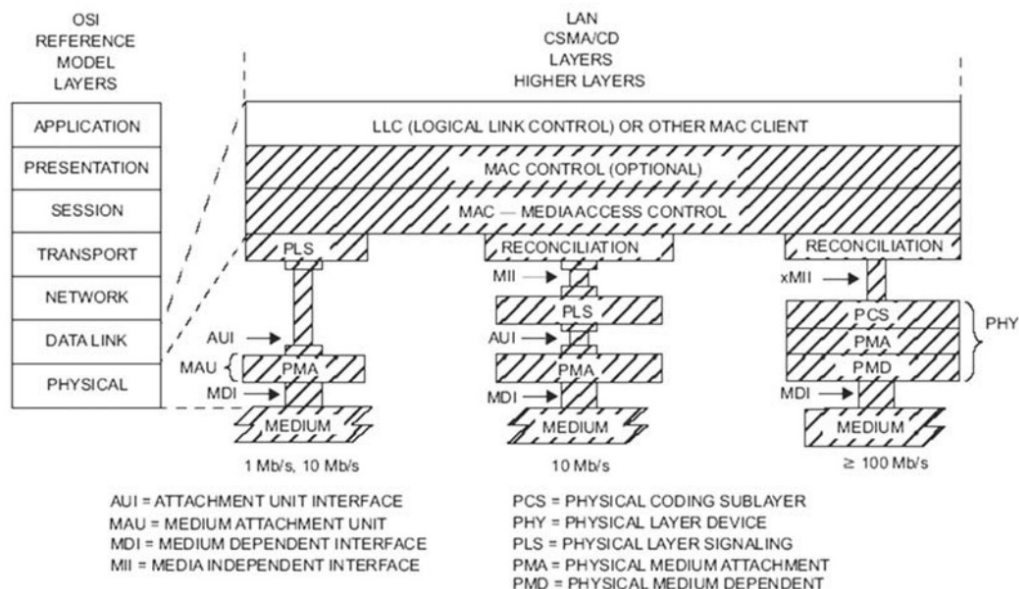 OSI
REFERENCE
MODEL
LAYERS
LAN
CSMA/CD
LAYERS
HIGHER LAYERS
APPLICATION
PRESENTATION
SESSION
TRANSPORT
NETWORK
DATA LINK
PHYSICAL
LLC (LOGICAL LINK CONTROL) OR OTHER MAC CLIENT
MAC CONTROL (OPTIONAL)
MAC — MEDIA ACCESS CONTROL
PLS
AUI
MAU
PMA
MDI
MEDIUM
1 Mb/s, 10 Mb/s
RECONCILIATION
MII
PLS
AUI
PMA
MDI
MEDIUM
10 Mb/s
RECONCILIATION
xMII
PCS
PMA
PMD
PHY
MDI
MEDIUM
≥ 100 Mb/s
AUI = ATTACHMENT UNIT INTERFACE
MAU = MEDIUM ATTACHMENT UNIT
MDI = MEDIUM DEPENDENT INTERFACE
MII = MEDIA INDEPENDENT INTERFACE
PCS = PHYSICAL CODING SUBLAYER
PHY = PHYSICAL LAYER DEVICE
PLS = PHYSICAL LAYER SIGNALING
PMA = PHYSICAL MEDIUM ATTACHMENT
PMD = PHYSICAL MEDIUM DEPENDENT